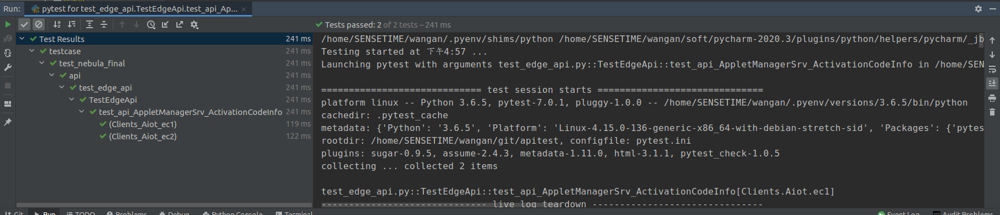 Run: pytest for test_edge_api.TestEdgeApi.test_api_Ap... ×
Tests passed: 2 of 2 tests – 241 ms
Test Results 241 ms
testcase 241 ms
test_nebula_final 241 ms
api 241 ms
test_edge_api 241 ms
TestEdgeApi 241 ms
test_api_AppletManagerSrv_ActivationCodeInfo 241 ms
(Clients_Aiot_ec1) 119 ms
(Clients_Aiot_ec2) 122 ms
/home/SENSETIME/wangan/.pyenv/shims/python /home/SENSETIME/wangan/soft/pycharm-2020.3/plugins/python/helpers/pycharm/_jb
Testing started at 下午4:57 ...
Launching pytest with arguments test_edge_api.py::TestEdgeApi::test_api_AppletManagerSrv_ActivationCodeInfo in /home/SEN
============================= test session starts ==============================
platform linux -- Python 3.6.5, pytest-7.0.1, pluggy-1.0.0 -- /home/SENSETIME/wangan/.pyenv/versions/3.6.5/bin/python
cachedir: .pytest_cache
metadata: {'Python': '3.6.5', 'Platform': 'Linux-4.15.0-136-generic-x86_64-with-debian-stretch-sid', 'Packages': {'pytes
rootdir: /home/SENSETIME/wangan/git/apitest, configfile: pytest.ini
plugins: sugar-0.9.5, assume-2.4.3, metadata-1.11.0, html-3.1.1, pytest_check-1.0.5
collecting ... collected 2 items
test_edge_api.py::TestEdgeApi::test_api_AppletManagerSrv_ActivationCodeInfo[Clients.Aiot.ec1]
------------------------------ live log teardown -------------------------------
Git Run TODO Problems Debug Python Console Terminal Event Log Audit Problems